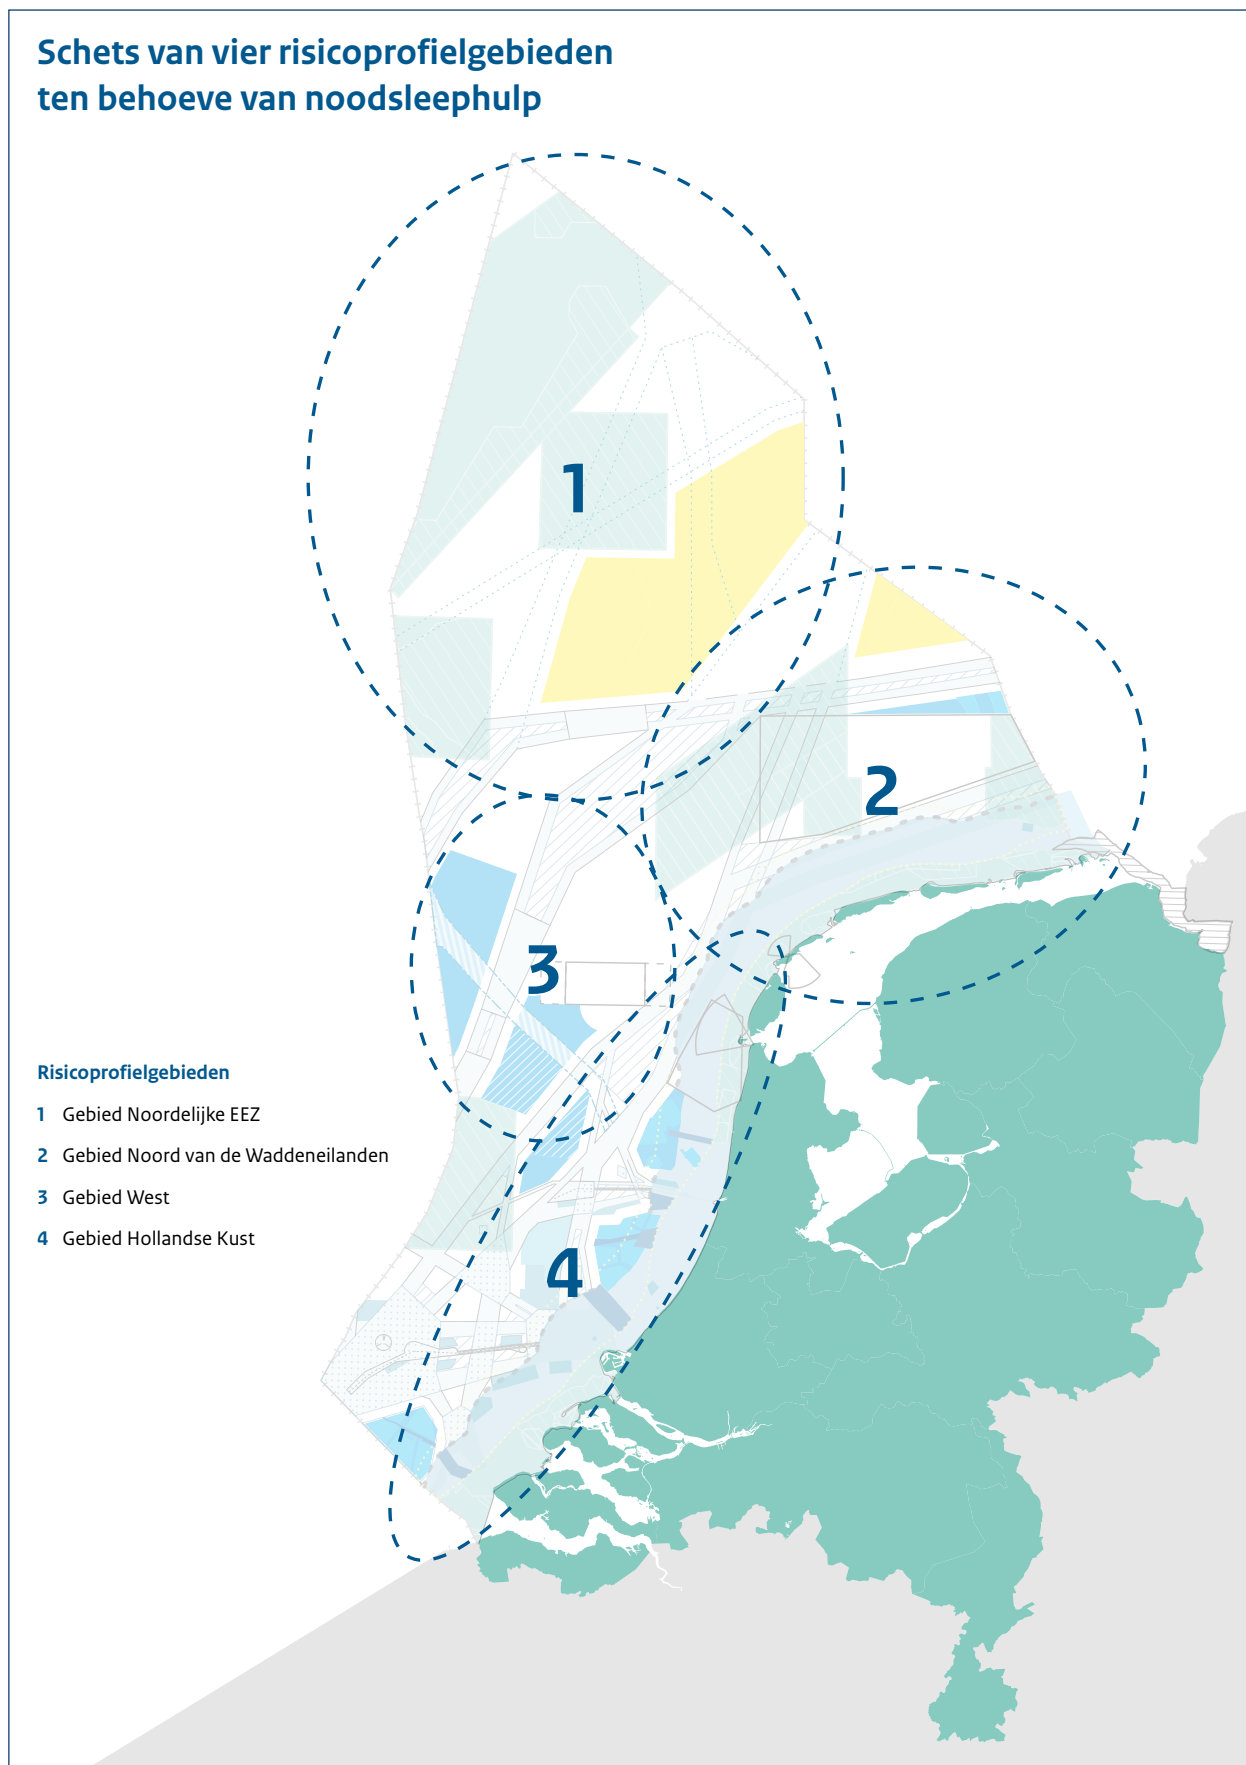 Schets van vier risicoprofielgebieden
ten behoeve van noodsleephulp
1
2
3
4
Risicoprofielgebieden
1 Gebied Noordelijke EEZ
2 Gebied Noord van de Waddeneilanden
3 Gebied West
4 Gebied Hollandse Kust